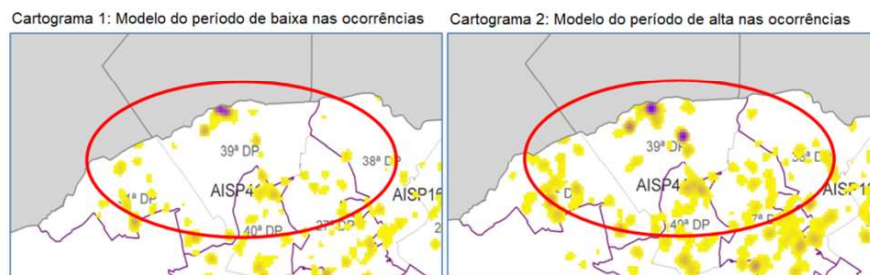 Cartograma 1: Modelo do período de baixa nas ocorrências
39ª DP
38ª DP
AISP41
AISP16
40ª DP
27ª DP
Cartograma 2: Modelo do período de alta nas ocorrências
39ª DP
AISP4
40ª DP